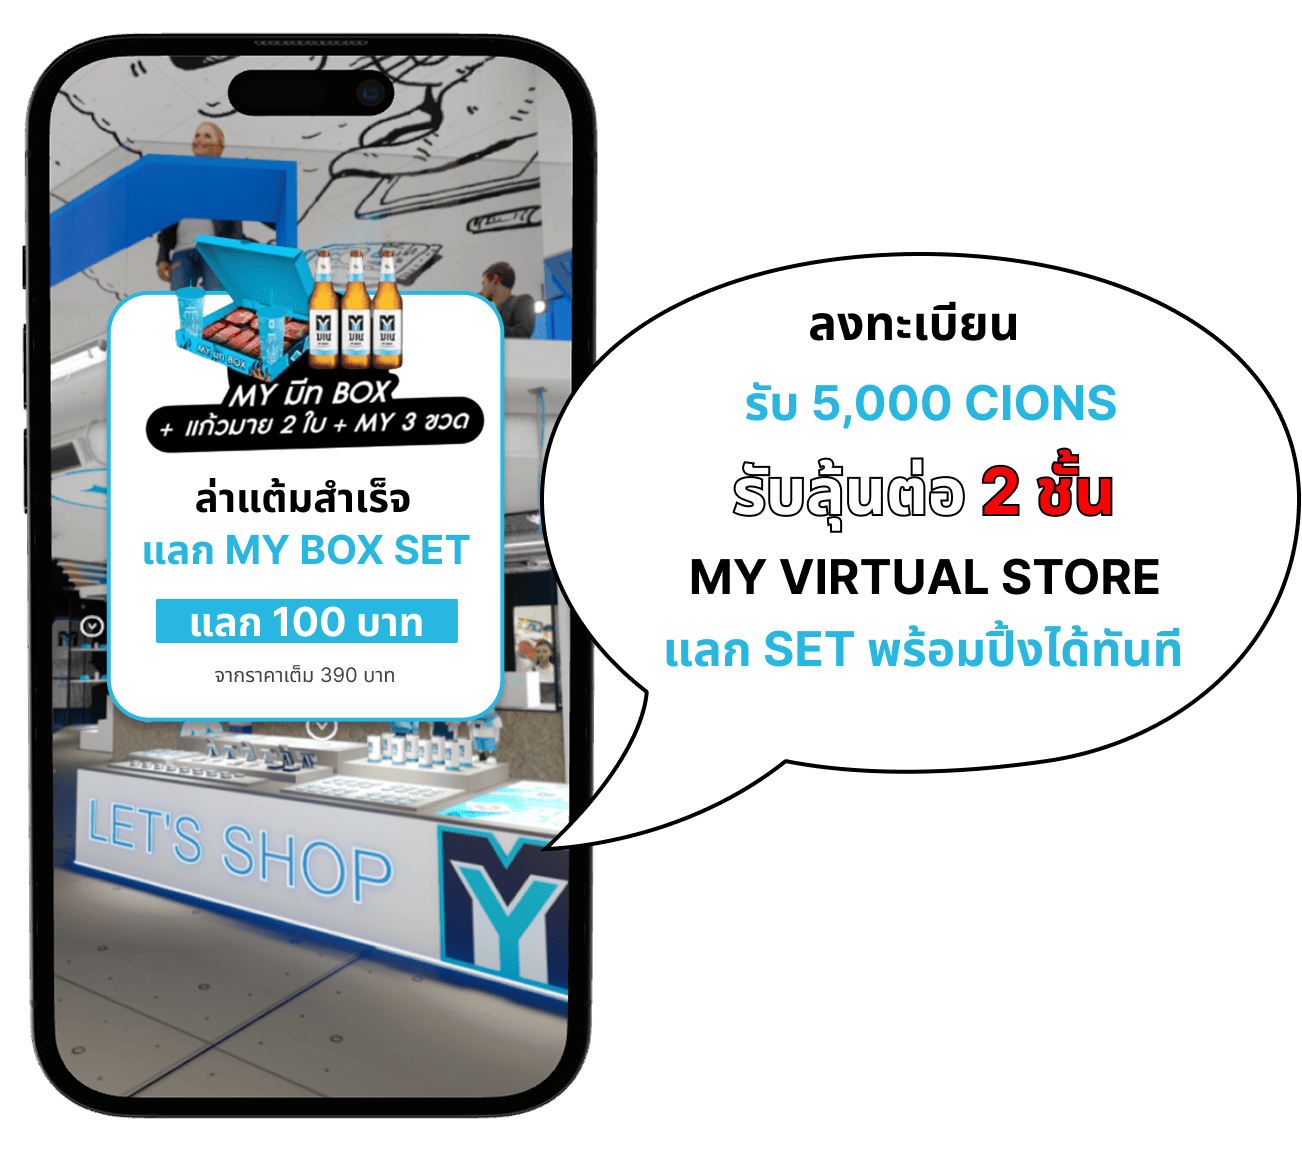 MY มีท BOX
MY มีท BOX
+ แก้วมาย 2 ใบ + MY 3 ขวด
ล่าแต้มสำเร็จ
แลก MY BOX SET
แลก 100 บาท
จากราคาเต็ม 390 บาท
LET'S SHOP
MY
ลงทะเบียน
รับ 5,000 CIONS
รับลุ้นต่อ 2 ชั้น
MY VIRTUAL STORE
แลก SET พร้อมปิ้งได้ทันที